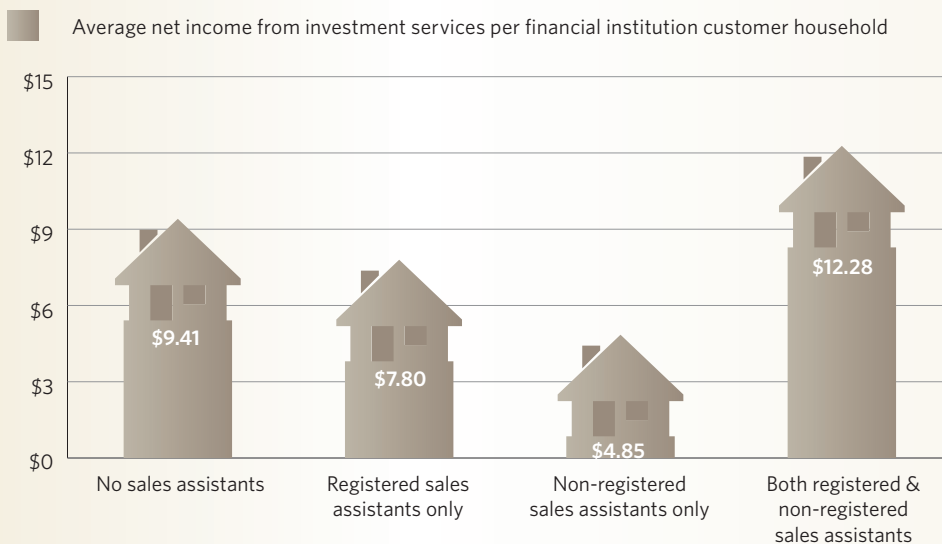 Average net income from investment services per financial institution customer household
$15
$12
$9
$6
$3
$0
$9.41
$7.80
$4.85
$12.28
No sales assistants
Registered sales
assistants only
Non-registered
sales assistants only
Both registered &
non-registered
sales assistants